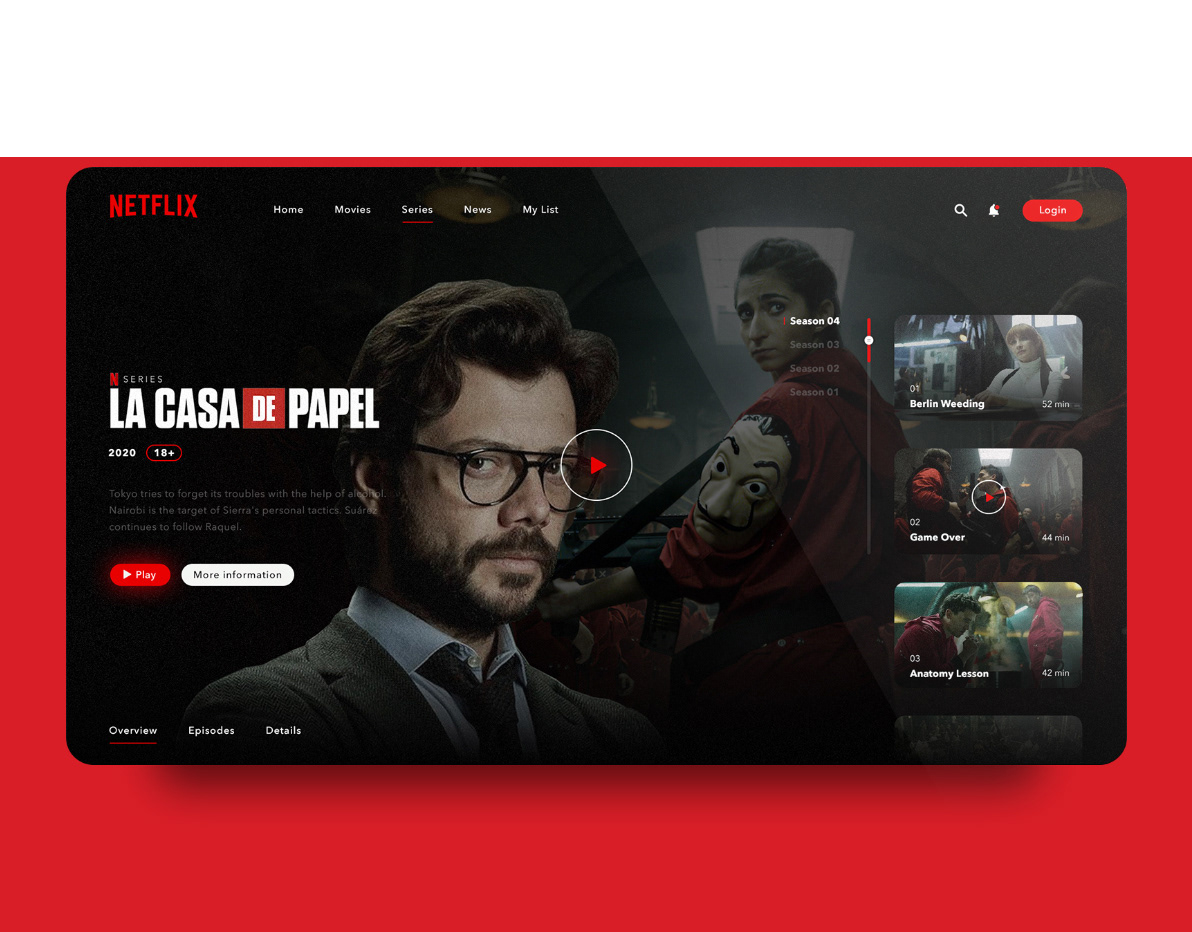 NETFLIX
Home
Movies
Series
News
My List
Login
N SERIES
LA CASA DE PAPEL
2020
18+
Tokyo tries to forget its troubles with the help of alcohol.
Nairobi is the target of Sierra's personal tactics. Suárez
continues to follow Raquel.
Play
More information
Overview
Episodes
Details
Season 04
Season 03
Season 02
Season 01
01
Berlin Weeding
52 min
02
Game Over
44 min
03
Anatomy Lesson
42 min